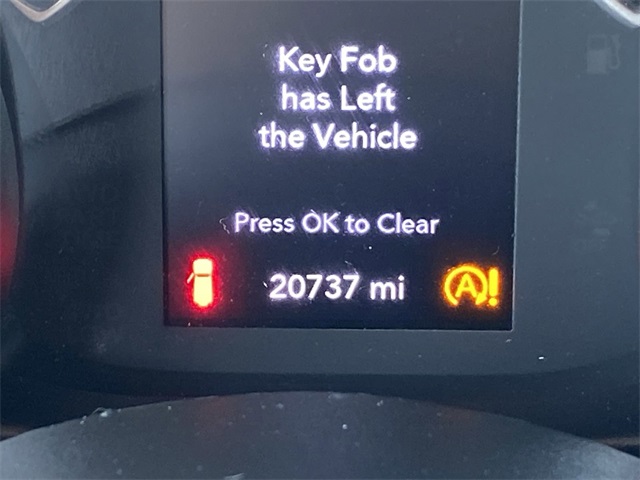 Key Fob
has Left
the Vehicle
Press OK to Clear
20737 mi
A!